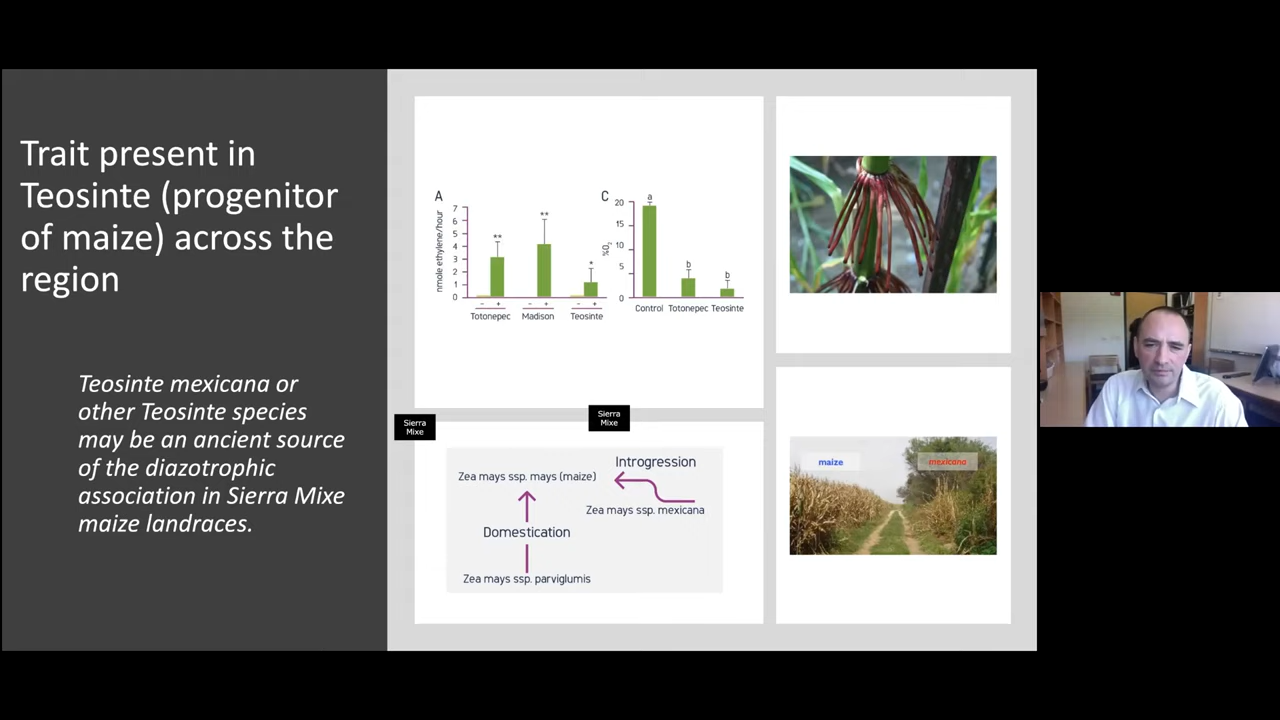 Trait present in
Teosinte (progenitor
of maize) across the
region
Teosinte mexicana or
other Teosinte species
may be an ancient source
of the diazotrophic
association in Sierra Mixe
maize landraces.
A
nmole ethylene/hour
7
6
5
4
3
2
1
0
**
**
*
- + - + - +
Totonepec Madison Teosinte
C
%O2
20
15
10
5
0
a
b
b
Control Totonepec Teosinte
Sierra
Mixe
Sierra
Mixe
Introgression
Zea mays ssp. mays (maize)
Zea mays ssp. mexicana
Domestication
Zea mays ssp. parviglumis
maize
mexicana